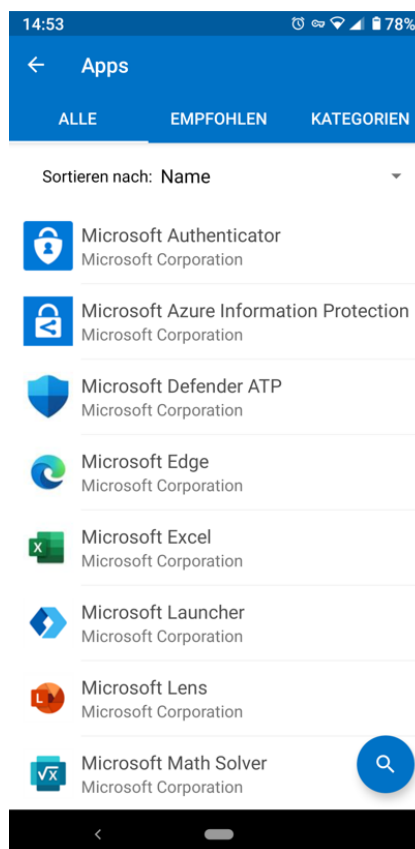 14:53
78%
Apps
ALLE
EMPFOHLEN
KATEGORIEN
Sortieren nach: Name
Microsoft Authenticator
Microsoft Corporation
Microsoft Azure Information Protection
Microsoft Corporation
Microsoft Defender ATP
Microsoft Corporation
Microsoft Edge
Microsoft Corporation
X
Microsoft Excel
Microsoft Corporation
Microsoft Launcher
Microsoft Corporation
L
Microsoft Lens
Microsoft Corporation
√x
Microsoft Math Solver
Microsoft Corporation